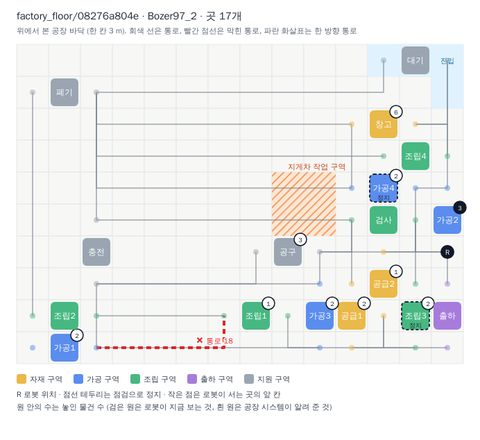 factory_floor/08276a804e · Bozer97_2 · 곳 17개
위에서 본 공장 바닥 (한 칸 3 m). 회색 선은 통로, 빨간 점선은 막힌 통로, 파란 화살표는 한 방향 통로
대기
진입
폐기
창고
6
조립4
지게차 작업 구역
가공4
2
정지
검사
가공2
3
충전
공구
3
R
공급2
1
조립2
조립1
1
가공3
2
공급1
2
조립3
2
정지
출하
가공1
2
✕ 통로18
자재 구역
가공 구역
조립 구역
출하 구역
지원 구역
R 로봇 위치 · 점선 테두리는 점검으로 정지 · 작은 점은 로봇이 서는 곳의 앞 칸
원 안의 수는 놓인 물건 수 (검은 원은 로봇이 지금 보는 것, 흰 원은 공장 시스템이 알려 준 것)